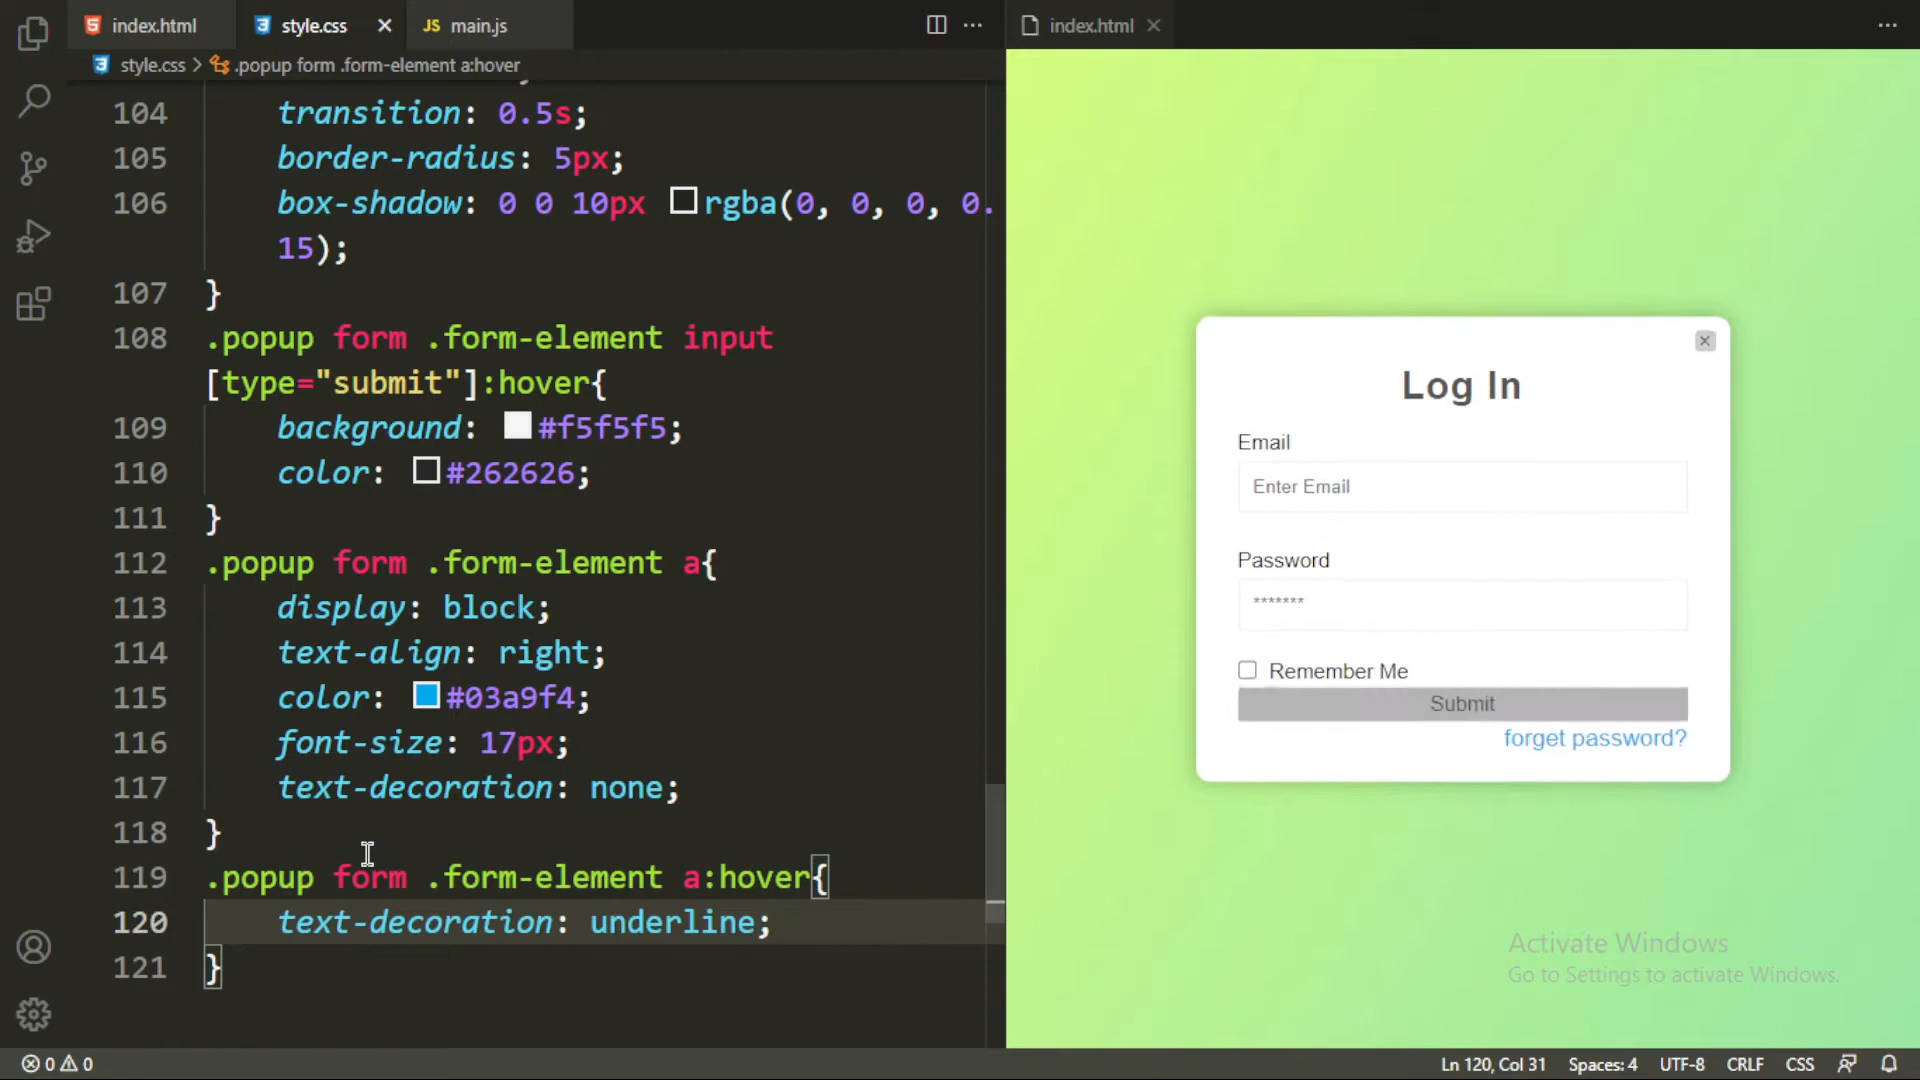 index.html
style.css
JS main.js
index.html
style.css > .popup form .form-element a:hover
104 transition: 0.5s;
105 border-radius: 5px;
106 box-shadow: 0 0 10px rgba(0, 0, 0, 0.
15);
107 }
108 .popup form .form-element input
[type="submit"]:hover{
109 background: #f5f5f5;
110 color: #262626;
111 }
112 .popup form .form-element a{
113 display: block;
114 text-align: right;
115 color: #03a9f4;
116 font-size: 17px;
117 text-decoration: none;
118 }
119 .popup form .form-element a:hover{
120 text-decoration: underline;
121 }
Log In
Email
Enter Email
Password
*******
Remember Me
Submit
forget password?
Activate Windows
Go to Settings to activate Windows.
0 0
Ln 120, Col 31 Spaces: 4 UTF-8 CRLF CSS